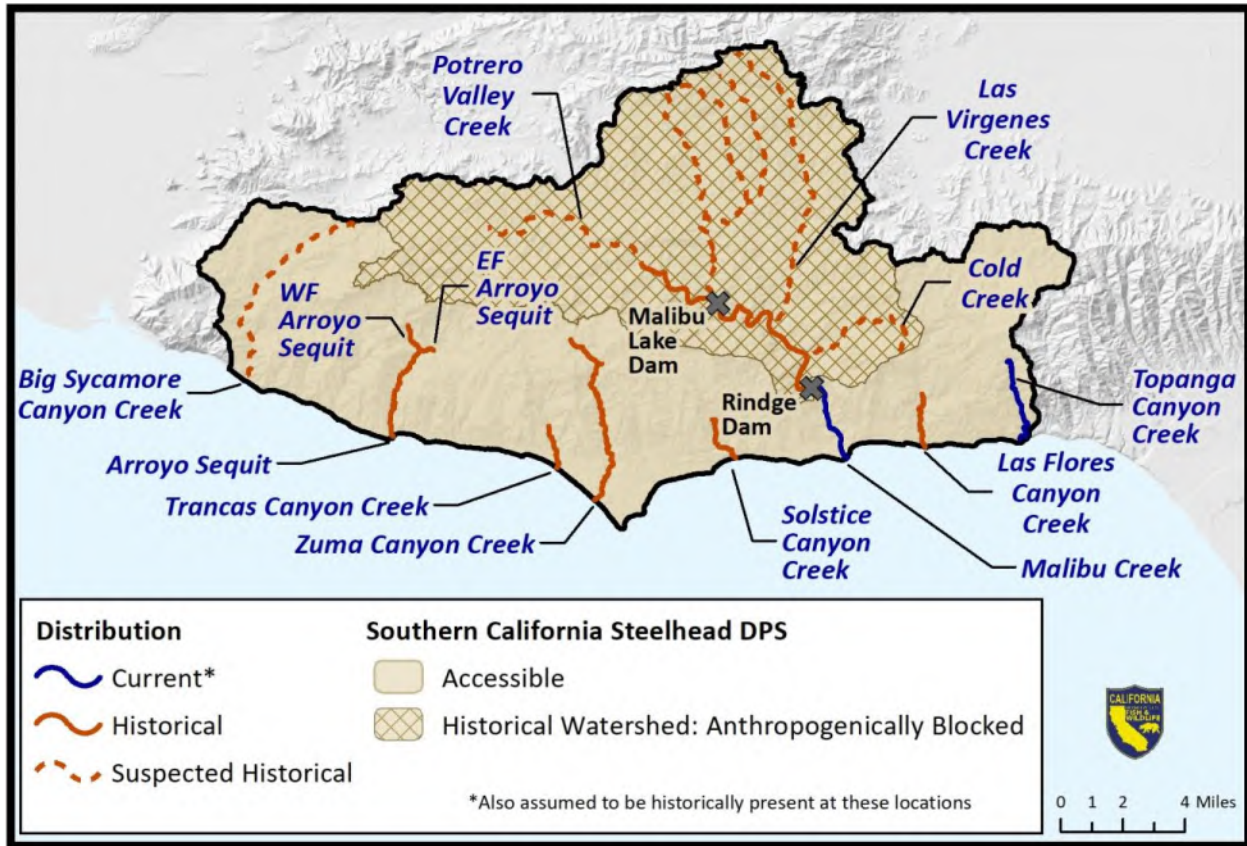 Potrero
Valley
Creek
Las
Virgenes
Creek
WF
Arroyo
Sequit
EF
Arroyo
Sequit
Malibu
Lake
Dam
Cold
Creek
Rindge
Dam
Big Sycamore
Canyon Creek
Topanga
Canyon
Creek
Arroyo Sequit
Trancas Canyon Creek
Zuma Canyon Creek
Solstice
Canyon
Creek
Las Flores
Canyon
Creek
Malibu Creek
Distribution
Current*
Historical
Suspected Historical
Southern California Steelhead DPS
Accessible
Historical Watershed: Anthropogenically Blocked
*Also assumed to be historically present at these locations
CALIFORNIA
FISH &
WILDLIFE
0 1 2 4 Miles